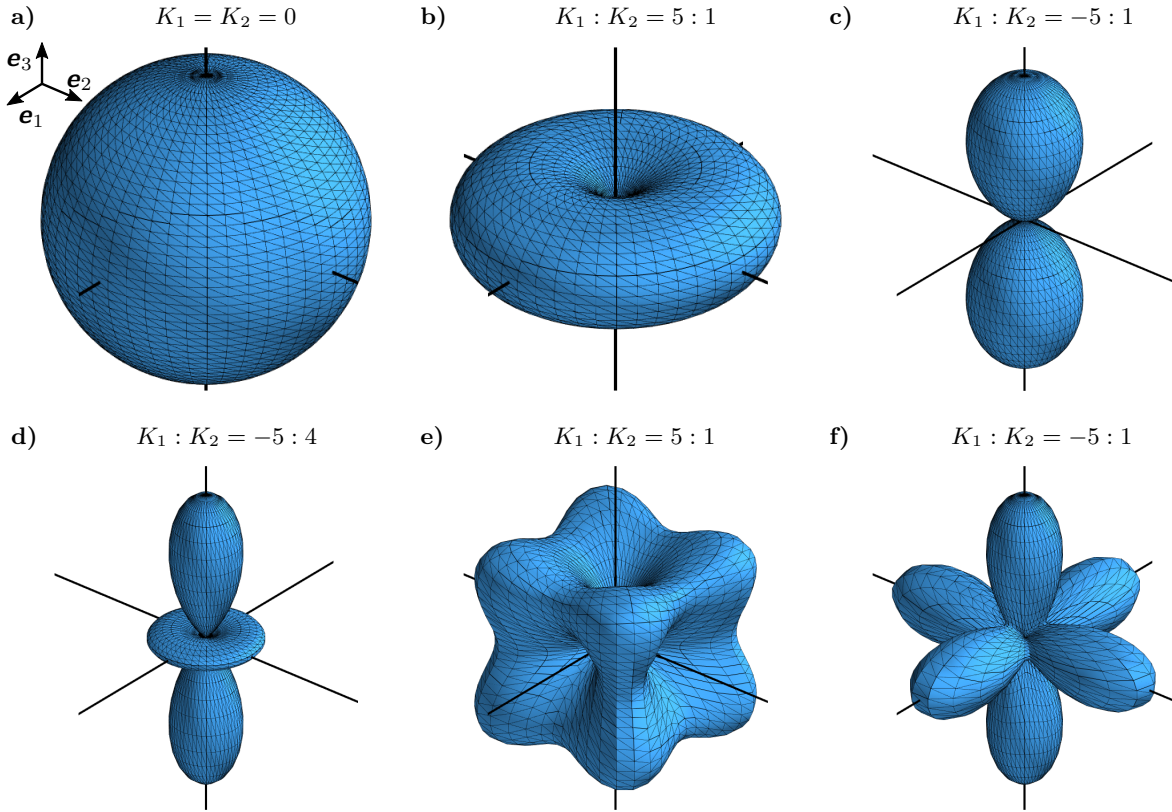 a) K₁ = K₂ = 0
b) K₁ : K₂ = 5 : 1
c) K₁ : K₂ = −5 : 1
e₃
e₂
e₁
d) K₁ : K₂ = −5 : 4
e) K₁ : K₂ = 5 : 1
f) K₁ : K₂ = −5 : 1